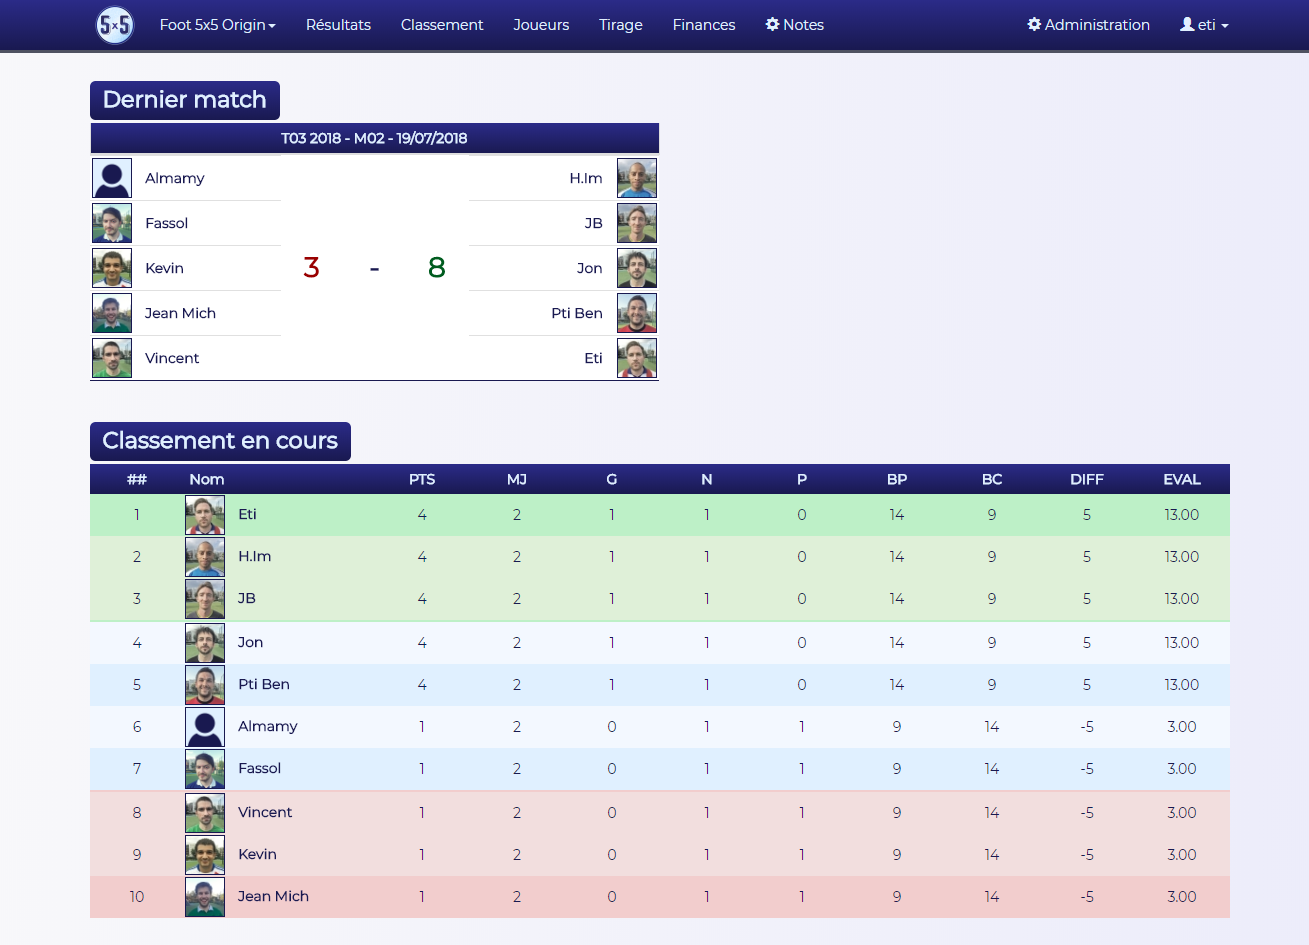 5x5 Foot 5x5 Origin Résultats Classement Joueurs Tirage Finances Notes Administration eti
Dernier match
T03 2018 - M02 - 19/07/2018
Almamy H.Im
Fassol JB
Kevin 3 - 8 Jon
Jean Mich Pti Ben
Vincent Eti
Classement en cours
## Nom PTS MJ G N P BP BC DIFF EVAL
1 Eti 4 2 1 1 0 14 9 5 13.00
2 H.Im 4 2 1 1 0 14 9 5 13.00
3 JB 4 2 1 1 0 14 9 5 13.00
4 Jon 4 2 1 1 0 14 9 5 13.00
5 Pti Ben 4 2 1 1 0 14 9 5 13.00
6 Almamy 1 2 0 1 1 9 14 -5 3.00
7 Fassol 1 2 0 1 1 9 14 -5 3.00
8 Vincent 1 2 0 1 1 9 14 -5 3.00
9 Kevin 1 2 0 1 1 9 14 -5 3.00
10 Jean Mich 1 2 0 1 1 9 14 -5 3.00